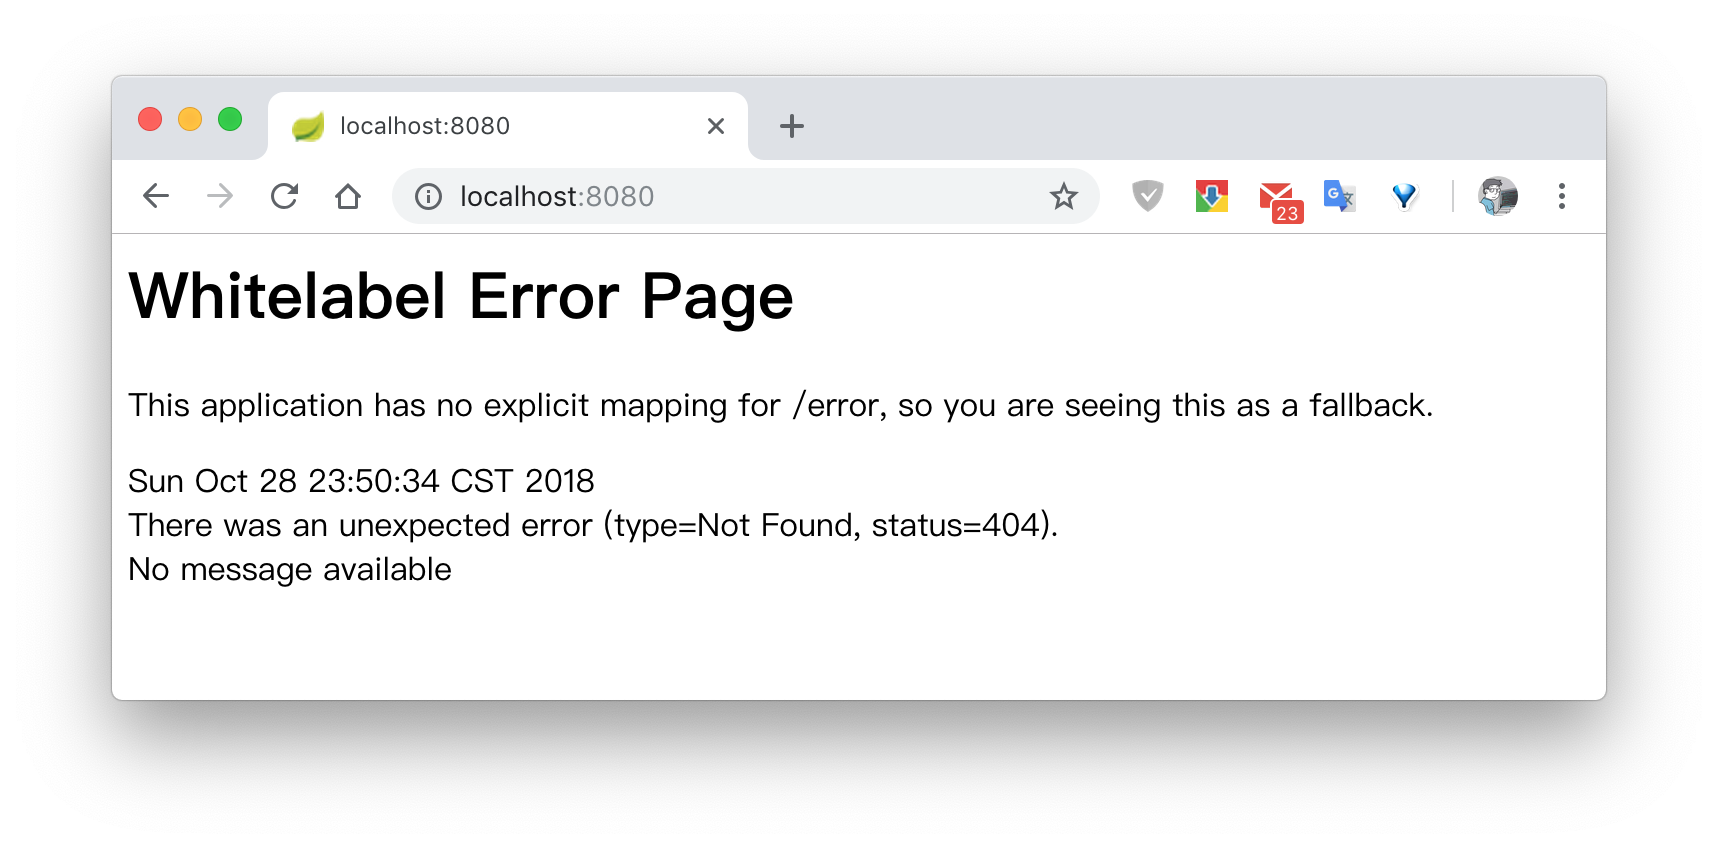 localhost:8080
localhost:8080
23
G
Whitelabel Error Page
This application has no explicit mapping for /error, so you are seeing this as a fallback.
Sun Oct 28 23:50:34 CST 2018
There was an unexpected error (type=Not Found, status=404).
No message available